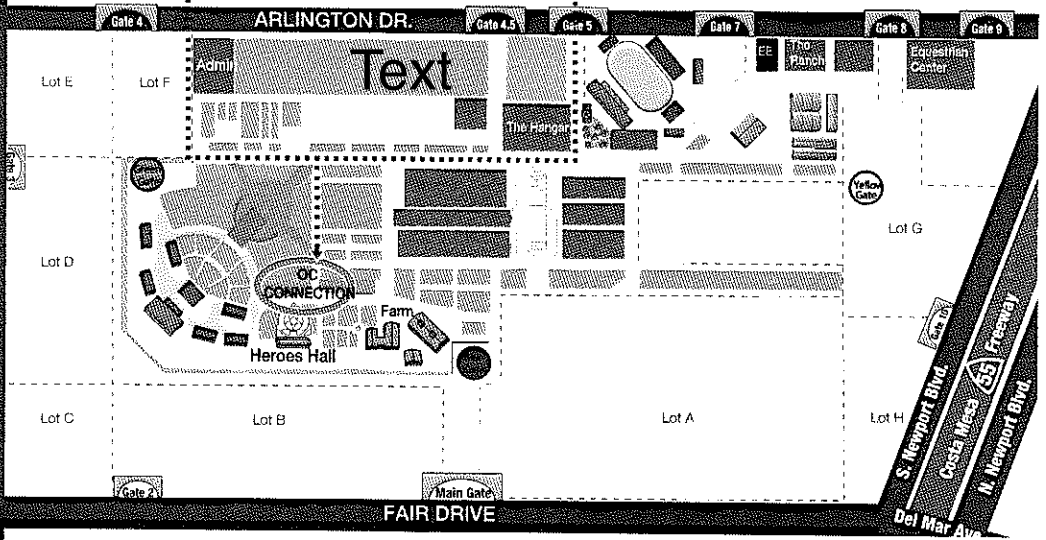 Gate 4
ARLINGTON DR.
Gate 4.5
Gate 5
Gate 7
Gate 8
Gate 9
Lot E
Lot F
Admin
Text
The Hangar
EE
The Ranch
Equestrian
Center
Gate 3
Yellow
Gate
Lot D
Lot G
OC
CONNECTION
Farm
Heroes Hall
Gate 10
S. Newport Blvd.
Costa Mesa 55 Freeway
N. Newport Blvd.
Lot C
Lot B
Lot A
Lot H
Gate 2
Main Gate
FAIR DRIVE
Del Mar Ave